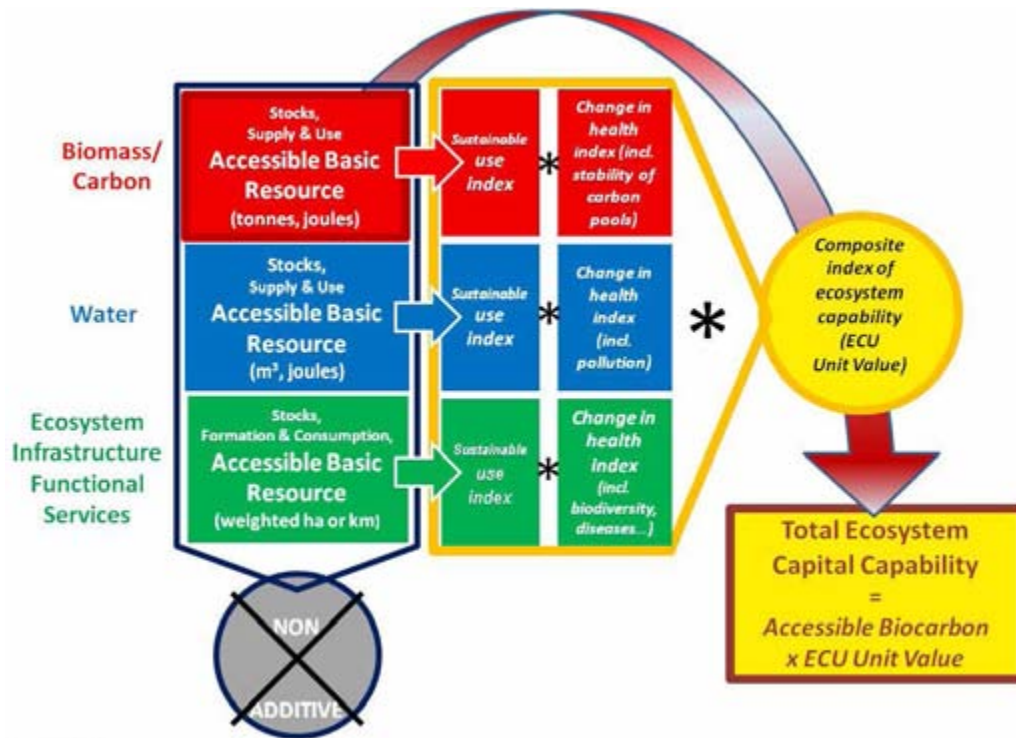 Biomass/
Carbon
Stocks,
Supply & Use
Accessible Basic
Resource
(tonnes, joules)
Sustainable
use
index
*
Change in
health
index (incl.
stability of
carbon
pools)
Water
Stocks,
Supply & Use
Accessible Basic
Resource
(m³, joules)
Sustainable
use
index
*
Change in
health
index
(incl.
pollution)
Ecosystem
Infrastructure
Functional
Services
Stocks,
Formation & Consumption,
Accessible Basic
Resource
(weighted ha or km)
Sustainable
use
index
*
Change in
health
index
(incl.
biodiversity,
diseases...)
*
Composite
index of
ecosystem
capability
(ECU
Unit Value)
NON
ADDITIVE
Total Ecosystem
Capital Capability
=
Accessible Biocarbon
x ECU Unit Value